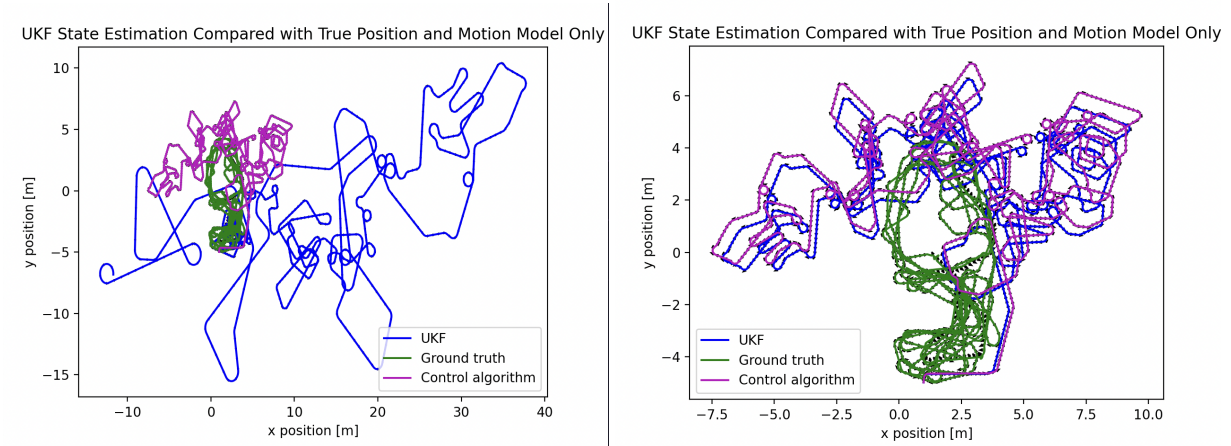 UKF State Estimation Compared with True Position and Motion Model Only
10
5
0
−5
−10
−15
y position [m]
UKF
Ground truth
Control algorithm
−10
0
10
20
30
40
x position [m]
UKF State Estimation Compared with True Position and Motion Model Only
6
4
2
0
−2
−4
y position [m]
UKF
Ground truth
Control algorithm
−7.5
−5.0
−2.5
0.0
2.5
5.0
7.5
10.0
x position [m]